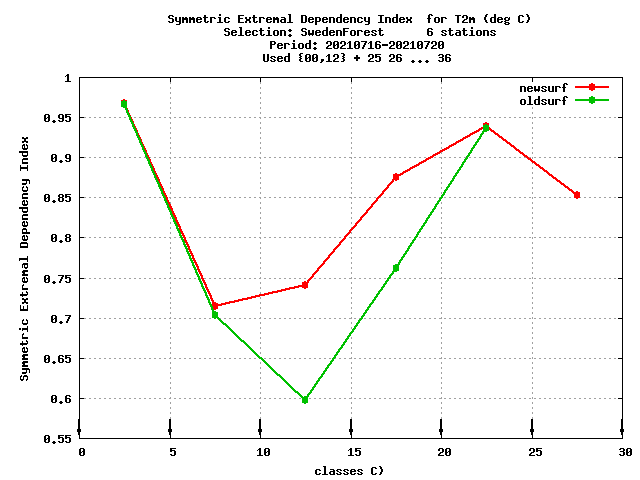 Symmetric Extremal Dependency Index  for T2m (deg C)
Selection: SwedenForest      6 stations
Period: 20210716-20210720
Used {00,12} + 25 26 ... 36
newsurf
oldsurf
Symmetric Extremal Dependency Index
1
0.95
0.9
0.85
0.8
0.75
0.7
0.65
0.6
0.55
0 5 10 15 20 25 30
classes C)